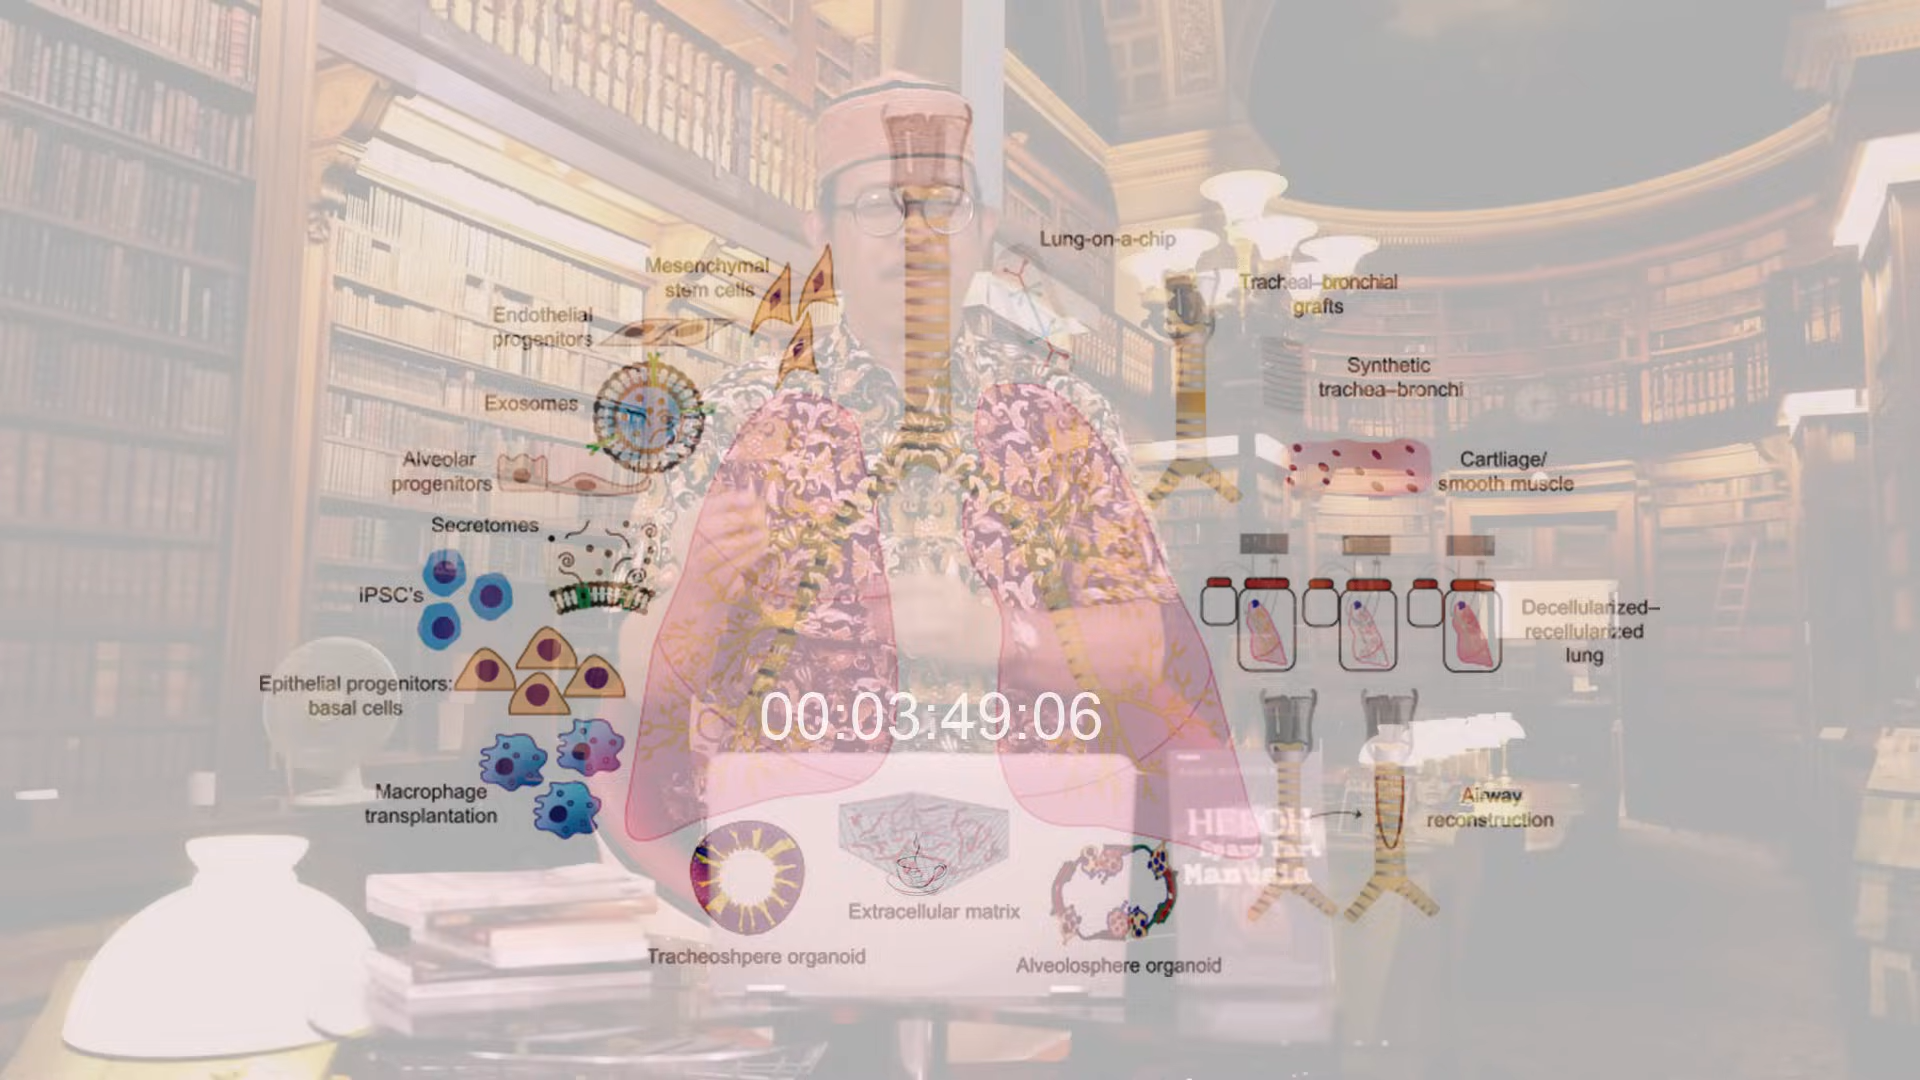 Lung-on-a-chip
Mesenchymal
stem cells
Tracheal–bronchial
grafts
Endothelial
progenitors
Synthetic
trachea–bronchi
Exosomes
Alveolar
progenitors
Cartliage/
smooth muscle
Secretomes
iPSC's
Decellularized–
recellularized
lung
Epithelial progenitors:
basal cells
00:03:49:06
Macrophage
transplantation
Airway
reconstruction
Manusia
Extracellular matrix
Tracheoshpere organoid
Alveolosphere organoid